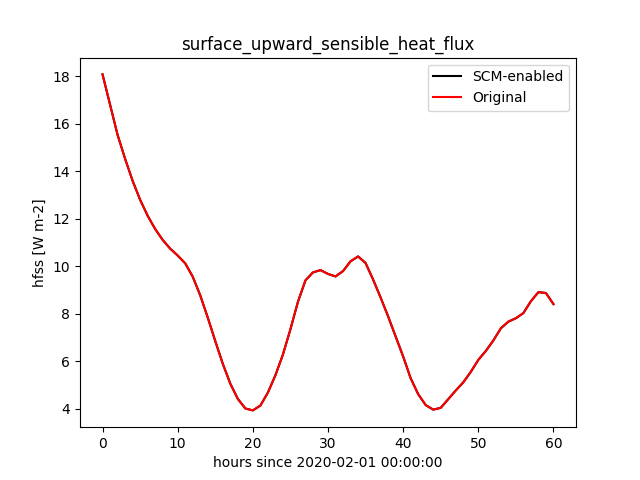 surface_upward_sensible_heat_flux
SCM-enabled
Original
18
16
14
12
10
8
6
4
hfss [W m-2]
0 10 20 30 40 50 60
hours since 2020-02-01 00:00:00